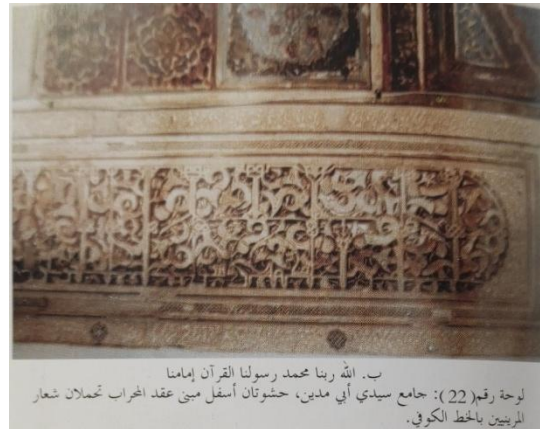 ب. الله ربنا محمد رسولنا القرآن إمامنا
لوحة رقم(22): جامع سيدي أبي مدين، حشوتان أسفل مبنى عقد المحراب تحملان شعار
المرينيين بالخط الكوفي.